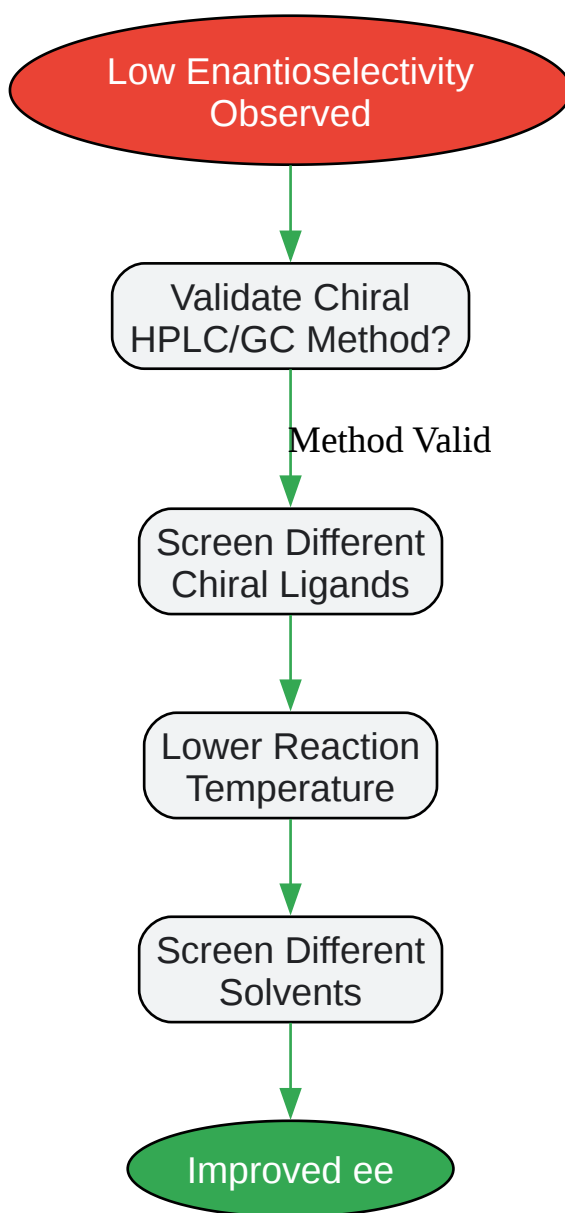 Low Enantioselectivity
Observed
Validate Chiral
HPLC/GC Method?
Method Valid
Screen Different
Chiral Ligands
Lower Reaction
Temperature
Screen Different
Solvents
Improved ee